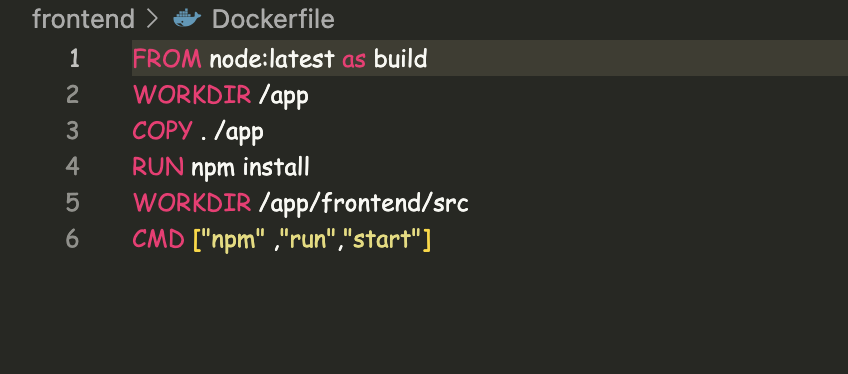 frontend > Dockerfile
1 FROM node:latest as build
2 WORKDIR /app
3 COPY . /app
4 RUN npm install
5 WORKDIR /app/frontend/src
6 CMD ["npm" ,"run","start"]